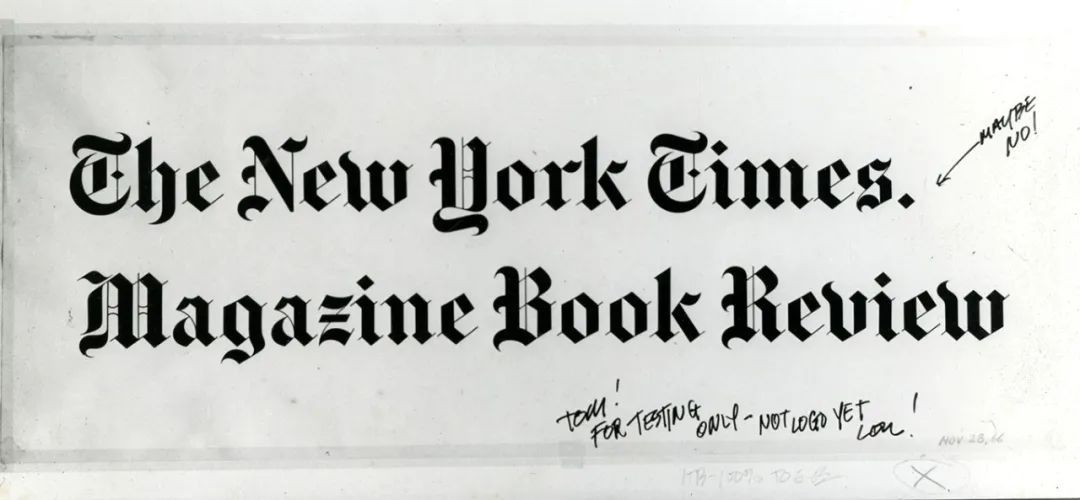 MAYBE
NO!
The New York Times.
Magazine Book Review
TOM!
FOR TESTING ONLY - NOT LOGO YET!
LOU
NOV 23, 66
X